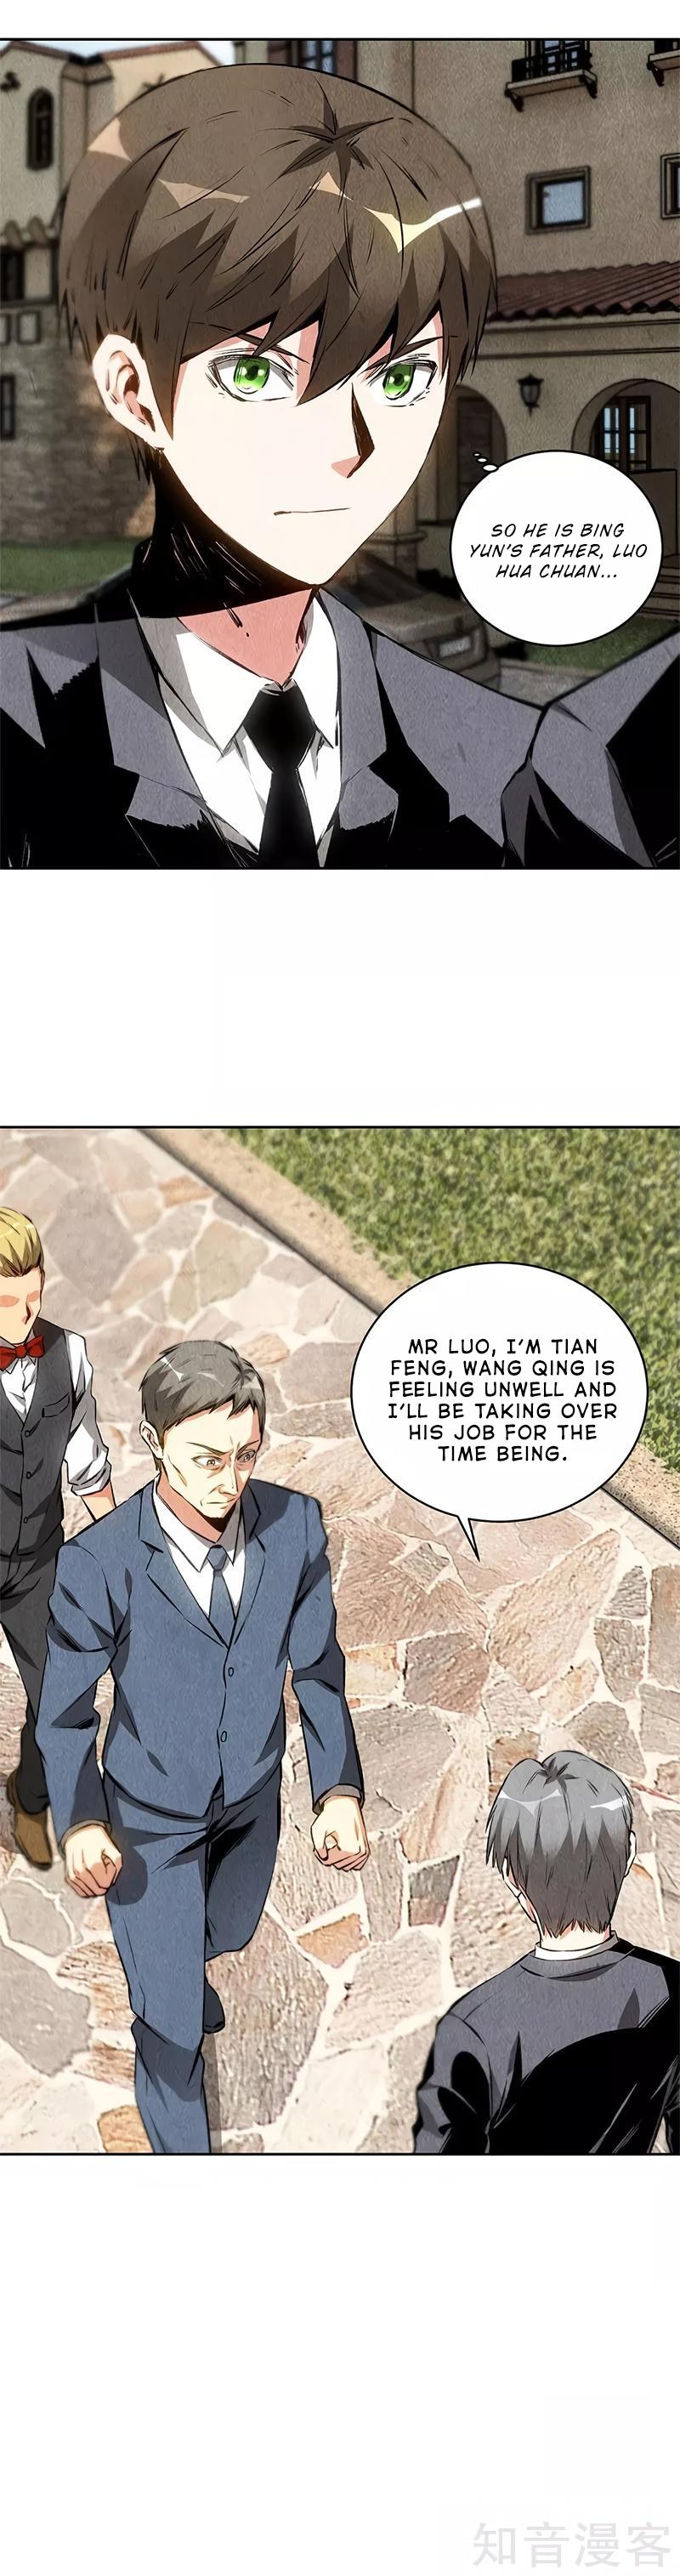 SO HE IS BING
YUN'S FATHER, LUO
HUA CHUAN...
MR LUO, I'M TIAN
FENG, WANG QING IS
FEELING UNWELL AND
I'LL BE TAKING OVER
HIS JOB FOR THE
TIME BEING.
知音漫客